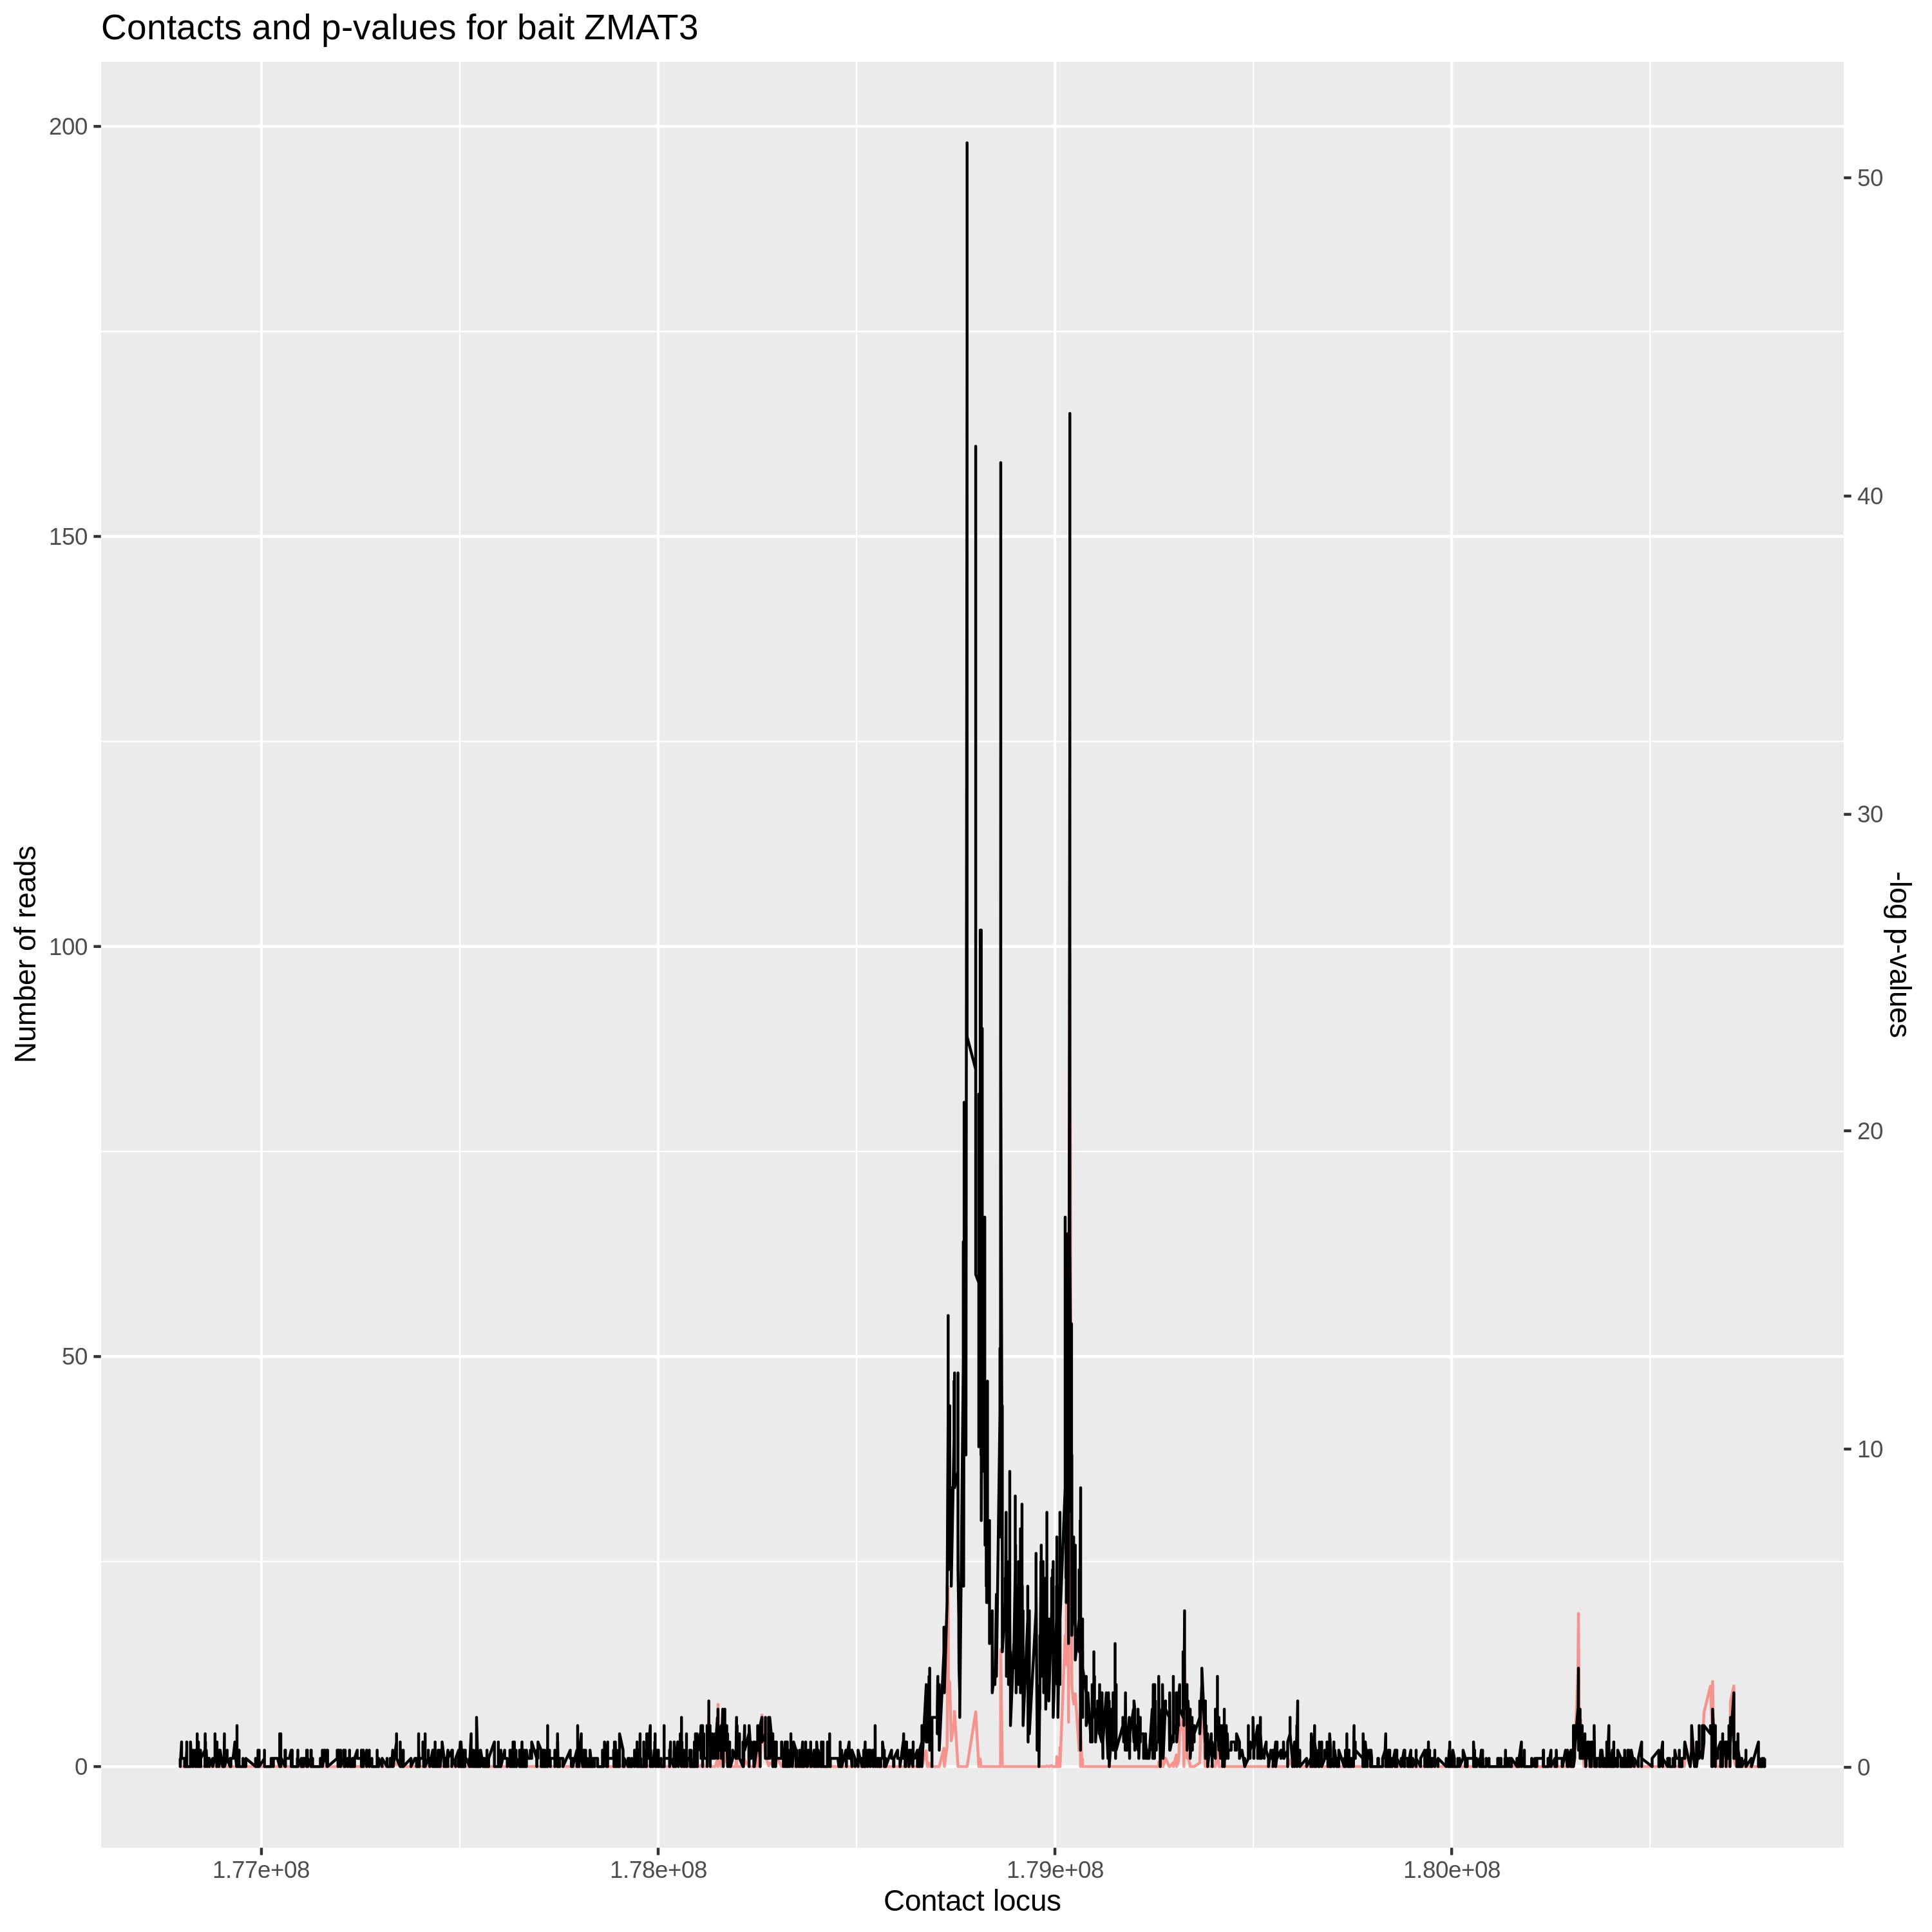 Contacts and p-values for bait ZMAT3
200
150
100
50
0
Number of reads
50
40
30
20
10
0
-log p-values
1.77e+08 1.78e+08 1.79e+08 1.80e+08
Contact locus